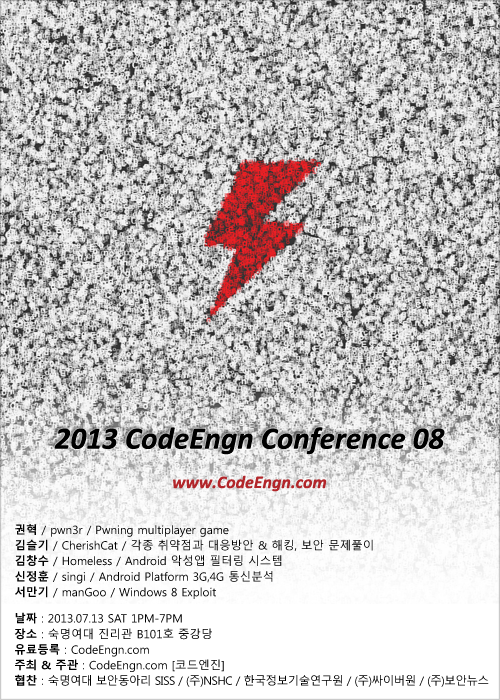 2013 CodeEngn Conference 08
www.CodeEngn.com
권혁 / pwn3r / Pwning multiplayer game
김슬기 / CherishCat / 각종 취약점과 대응방안 & 해킹, 보안 문제풀이
김창수 / Homeless / Android 악성앱 필터링 시스템
신정훈 / singi / Android Platform 3G,4G 통신분석
서만기 / manGoo / Windows 8 Exploit
날짜 : 2013.07.13 SAT 1PM-7PM
장소 : 숙명여대 진리관 B101호 중강당
유료등록 : CodeEngn.com
주최 & 주관 : CodeEngn.com [코드엔진]
협찬 : 숙명여대 보안동아리 SISS / (주)NSHC / 한국정보기술연구원 / (주)싸이버원 / (주)보안뉴스